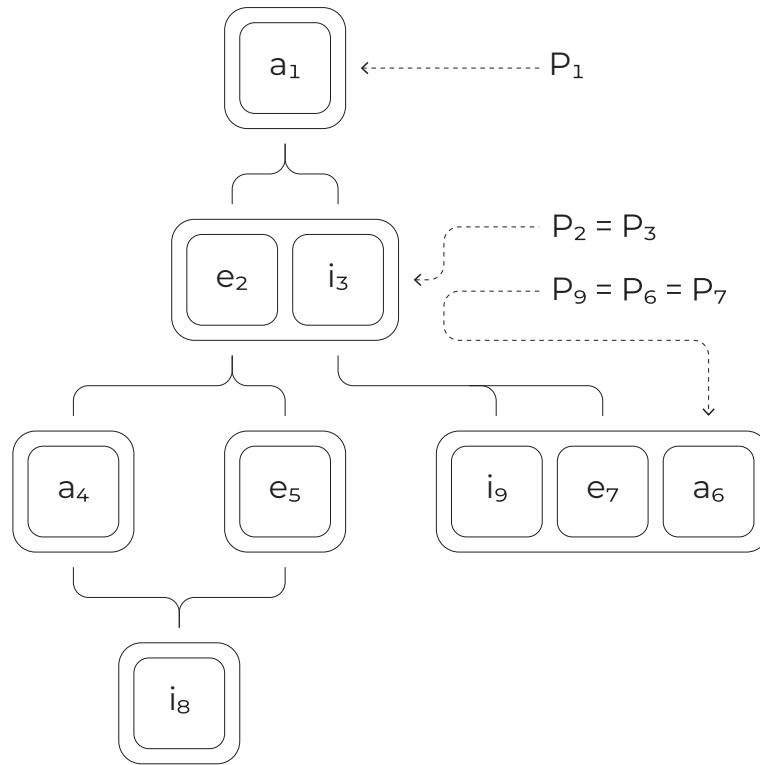 a₁
P₁
P₂ = P₃
e₂ i₃
P₉ = P₆ = P₇
a₄ e₅ i₉ e₇ a₆
i₈